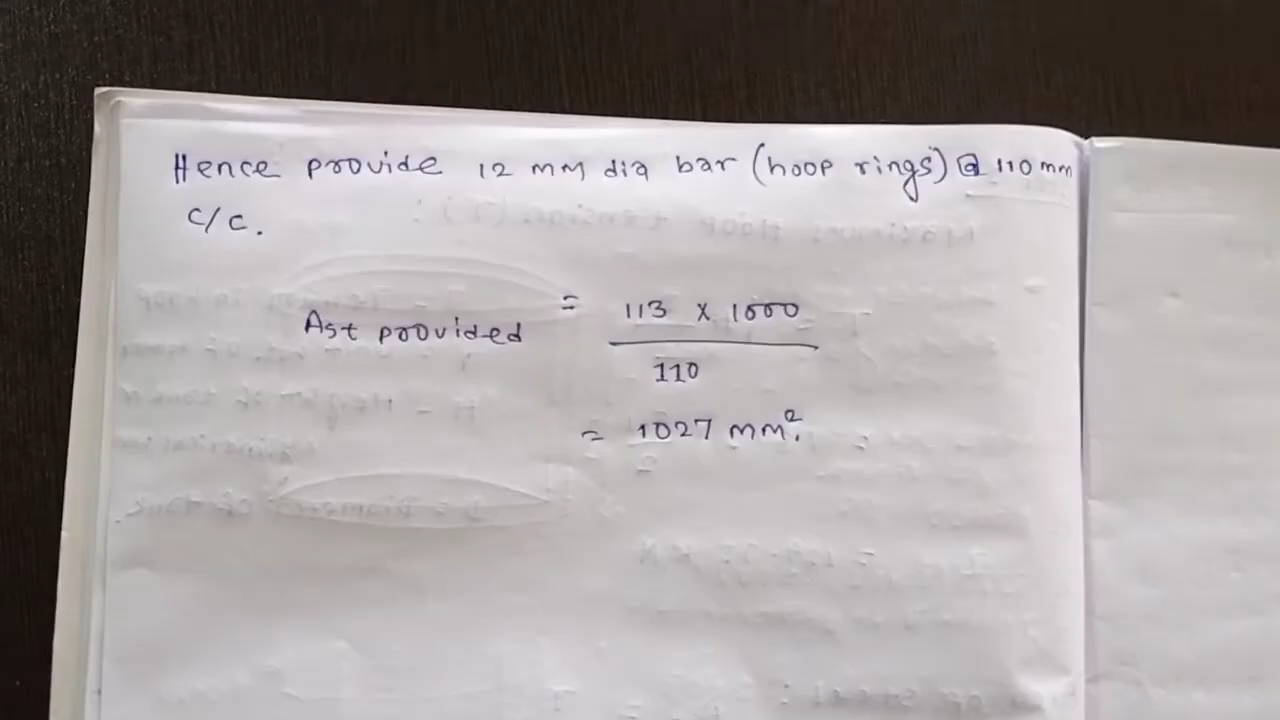 Hence provide 12 mm dia bar (hoop rings) @ 110 mm
c/c.
Ast provided = 113 x 1000
110
= 1027 mm².